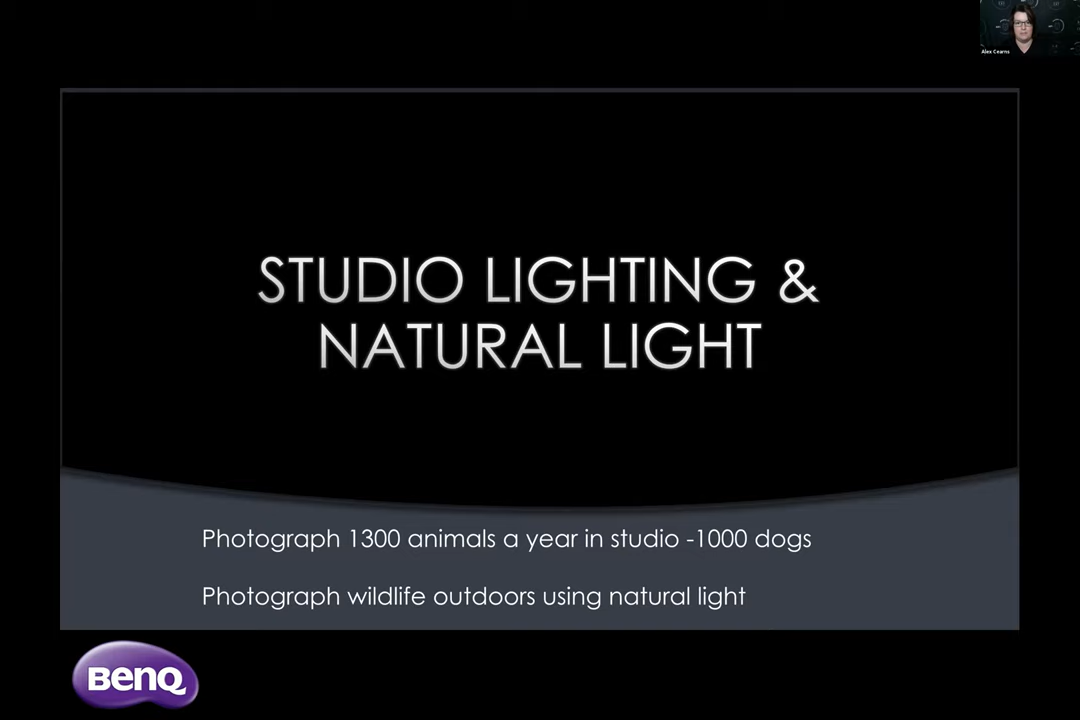 Alex Cearns
STUDIO LIGHTING &
NATURAL LIGHT
Photograph 1300 animals a year in studio -1000 dogs
Photograph wildlife outdoors using natural light
BenQ